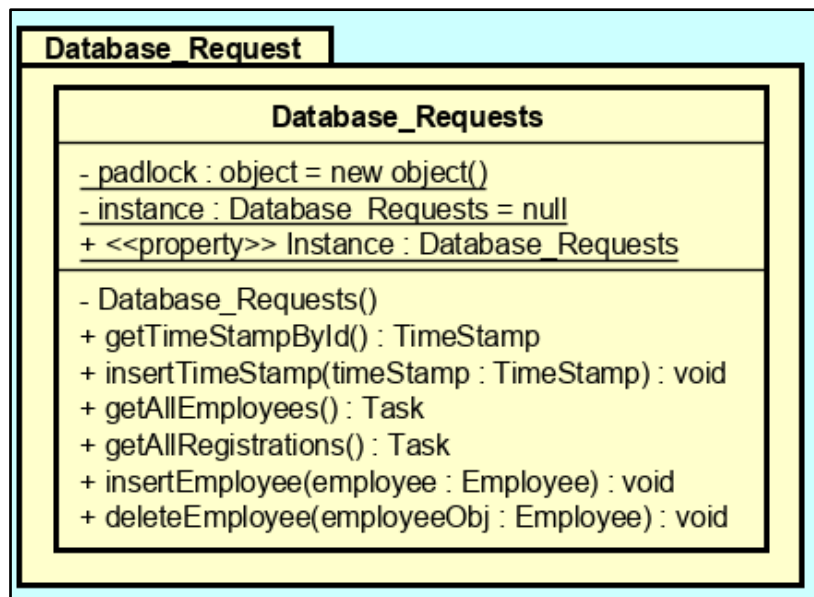 Database_Request
Database_Requests
- padlock : object = new object()
- instance : Database_Requests = null
+ <<property>> Instance : Database_Requests
- Database_Requests()
+ getTimeStampById() : TimeStamp
+ insertTimeStamp(timeStamp : TimeStamp) : void
+ getAllEmployees() : Task
+ getAllRegistrations() : Task
+ insertEmployee(employee : Employee) : void
+ deleteEmployee(employeeObj : Employee) : void